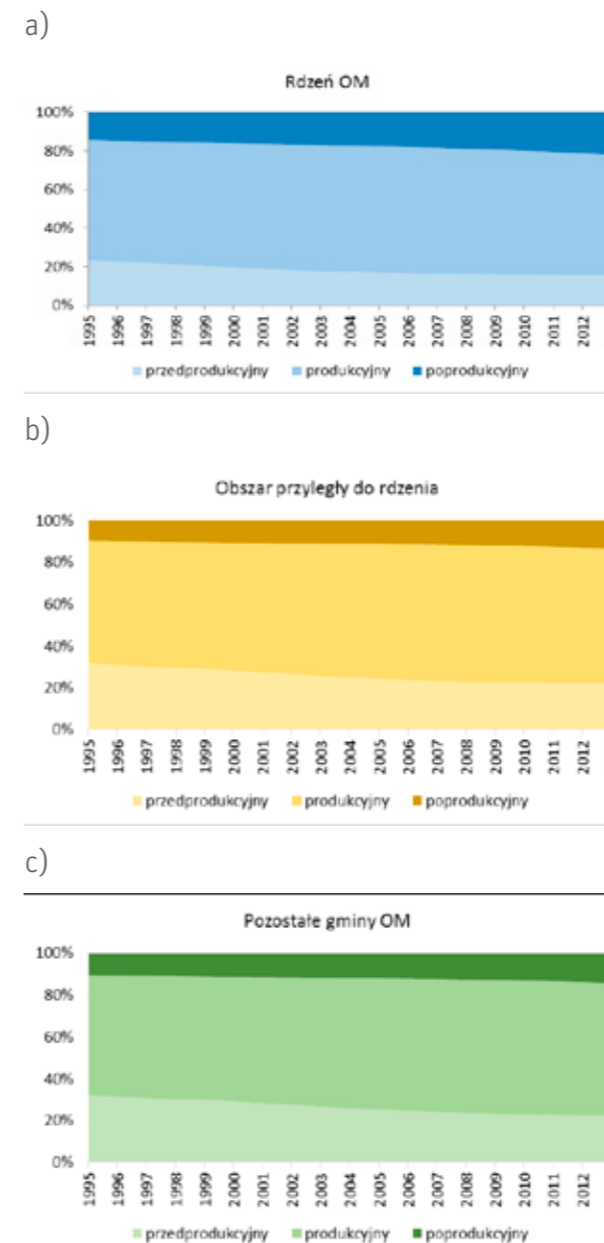 a)
Rdzeń OM
100%
80%
60%
40%
20%
0%
1995 1996 1997 1998 1999 2000 2001 2002 2003 2004 2005 2006 2007 2008 2009 2010 2011 2012
przedprodukcyjny produkcyjny poprodukcyjny
b)
Obszar przyległy do rdzenia
100%
80%
60%
40%
20%
0%
1995 1996 1997 1998 1999 2000 2001 2002 2003 2004 2005 2006 2007 2008 2009 2010 2011 2012
przedprodukcyjny produkcyjny poprodukcyjny
c)
Pozostałe gminy OM
100%
80%
60%
40%
20%
0%
1995 1996 1997 1998 1999 2000 2001 2002 2003 2004 2005 2006 2007 2008 2009 2010 2011 2012
przedprodukcyjny produkcyjny poprodukcyjny